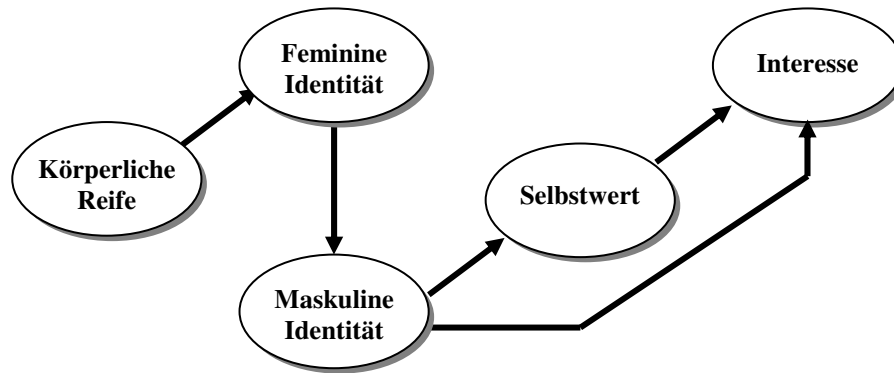 Feminine
Identität
Interesse
Körperliche
Reife
Selbstwert
Maskuline
Identität